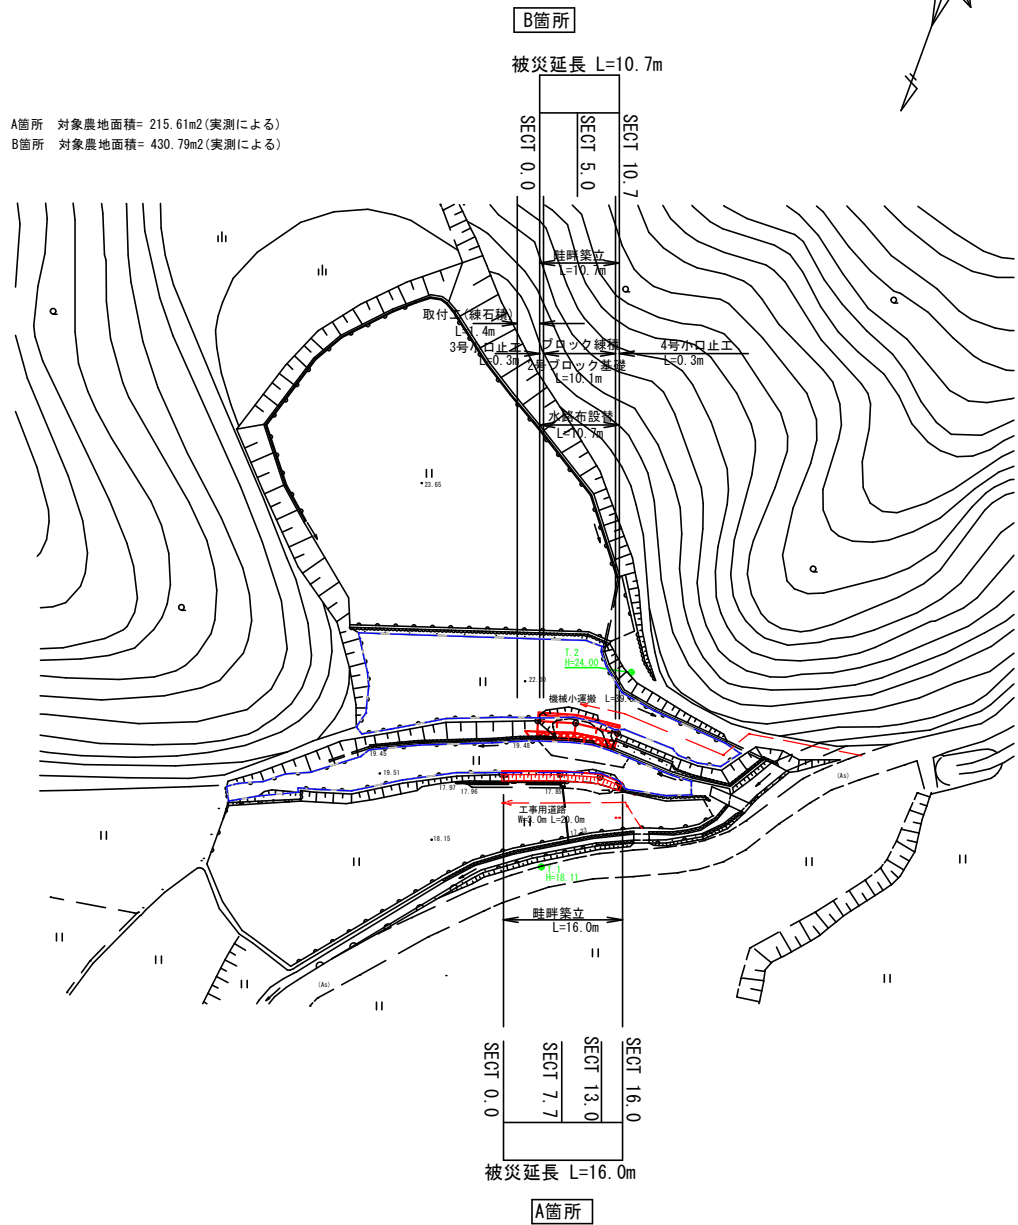 B箇所
被災延長 L=10.7m
A箇所 対象農地面積= 215.61m2(実測による)
B箇所 対象農地面積= 430.79m2(実測による)
SECT 0.0
SECT 5.0
SECT 10.7
畦畔築立
L=10.7m
取付工(練石積)
L=1.4m
3号小口止工
L=0.3m
ブロック練積
2号ブロック基礎
L=10.1m
4号小口止工
L=0.3m
水路布設替
L=10.7m
23.65
T.2
H=24.00
22.00
機械小運搬
19.45
19.48
19.51
17.97
17.96
17.85
(As)
工事用道路
W=3.0m L=20.0m
18.15
T.1
H=18.11
畦畔築立
L=16.0m
(As)
SECT 0.0
SECT 7.7
SECT 13.0
SECT 16.0
被災延長 L=16.0m
A箇所